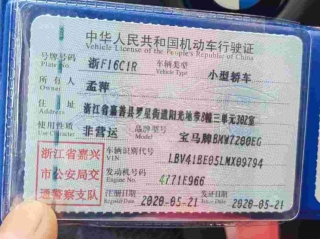 中华人民共和国机动车行驶证
Vehicle License of the People's Republic of China
号牌号码 浙F16C1R 车辆类型 小型轿车
Plate No. Vehicle Type
所有人 孟萍
Owner
住址 浙江省嘉善县罗星街道阳光地带8幢三单元302室
Address
使用性质 非营运 品牌型号 宝马牌BMW7200EG
Use Character Model
浙江省嘉兴
市公安局交
通警察支队
车辆识别代号 LBV41BE05LMX09794
VIN
发动机号码 4771E966
Engine No.
注册日期 2020-05-21 发证日期 2020-05-21
Register Date Issue Date